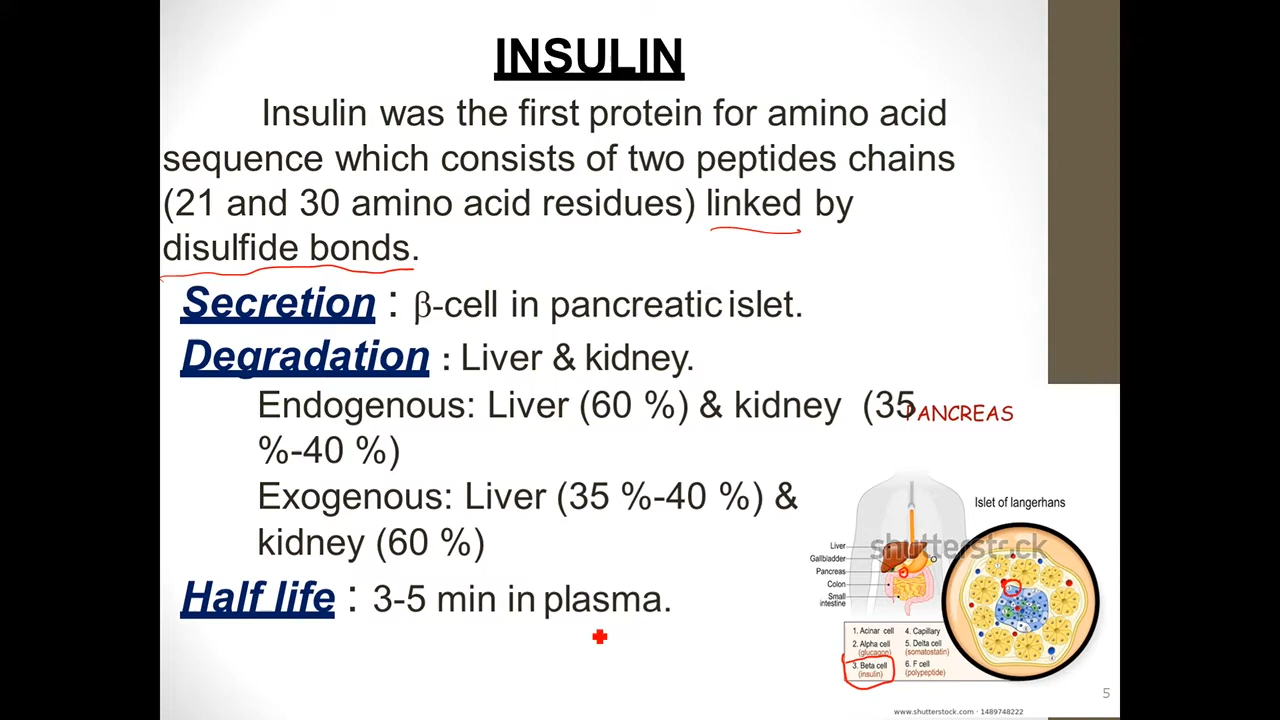 INSULIN
Insulin was the first protein for amino acid
sequence which consists of two peptides chains
(21 and 30 amino acid residues) linked by
disulfide bonds.
Secretion : β-cell in pancreatic islet.
Degradation : Liver & kidney.
Endogenous: Liver (60 %) & kidney (35
%-40 %)
Exogenous: Liver (35 %-40 %) &
kidney (60 %)
Half life : 3-5 min in plasma.
PANCREAS
Islet of langerhans
shutterstock
Liver
Gallbladder
Pancreas
Colon
Small
intestine
1. Acinar cell
2. Alpha cell
(glucagon)
3. Beta cell
(insulin)
4. Capillary
5. Delta cell
(somatostatin)
6. F cell
(polypeptide)
www.shutterstock.com · 1489748222
5